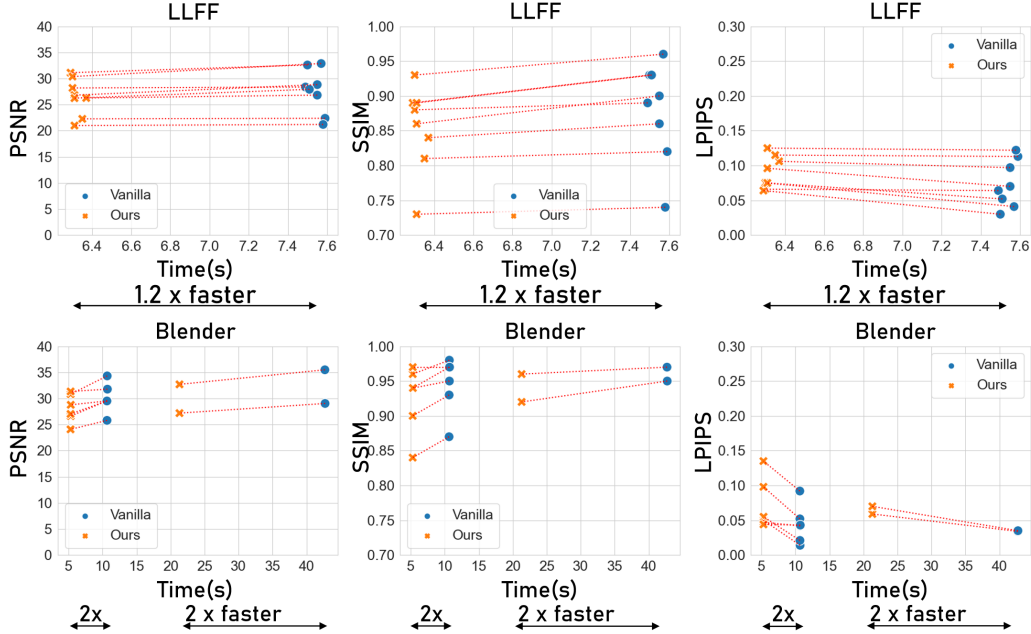 LLFF
LLFF
LLFF
40
35
30
25
20
15
10
5
0
PSNR
Vanilla
Ours
6.4 6.6 6.8 7.0 7.2 7.4 7.6
Time(s)
1.2 x faster
1.00
0.95
0.90
0.85
0.80
0.75
0.70
SSIM
Vanilla
Ours
6.4 6.6 6.8 7.0 7.2 7.4 7.6
Time(s)
1.2 x faster
0.30
0.25
0.20
0.15
0.10
0.05
0.00
LPIPS
Vanilla
Ours
6.4 6.6 6.8 7.0 7.2 7.4 7.6
Time(s)
1.2 x faster
Blender
Blender
Blender
40
35
30
25
20
15
10
5
0
PSNR
Vanilla
Ours
5 10 15 20 25 30 35 40
Time(s)
2x 2 x faster
1.00
0.95
0.90
0.85
0.80
0.75
0.70
SSIM
Vanilla
Ours
5 10 15 20 25 30 35 40
Time(s)
2x 2 x faster
0.30
0.25
0.20
0.15
0.10
0.05
0.00
LPIPS
Vanilla
Ours
5 10 15 20 25 30 35 40
Time(s)
2x 2 x faster